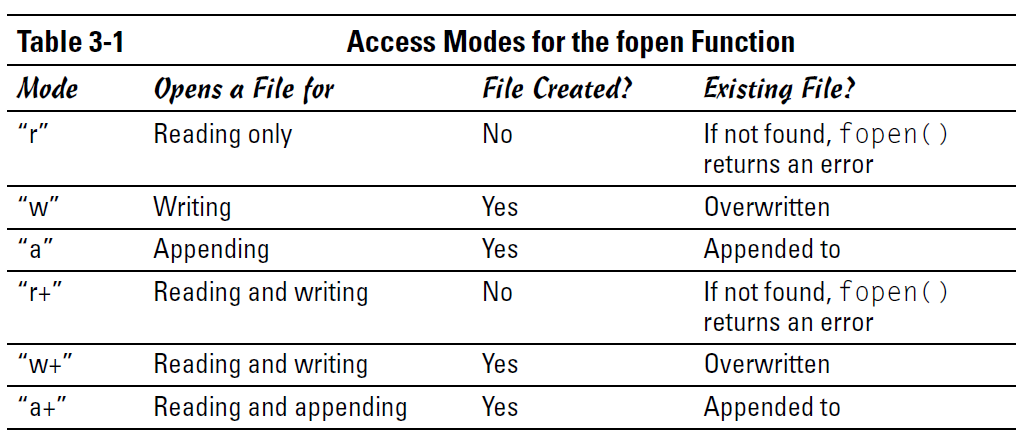 Table 3-1 Access Modes for the fopen Function
Mode Opens a File for File Created? Existing File?
“r” Reading only No If not found, fopen()
returns an error
“w” Writing Yes Overwritten
“a” Appending Yes Appended to
“r+” Reading and writing No If not found, fopen()
returns an error
“w+” Reading and writing Yes Overwritten
“a+” Reading and appending Yes Appended to